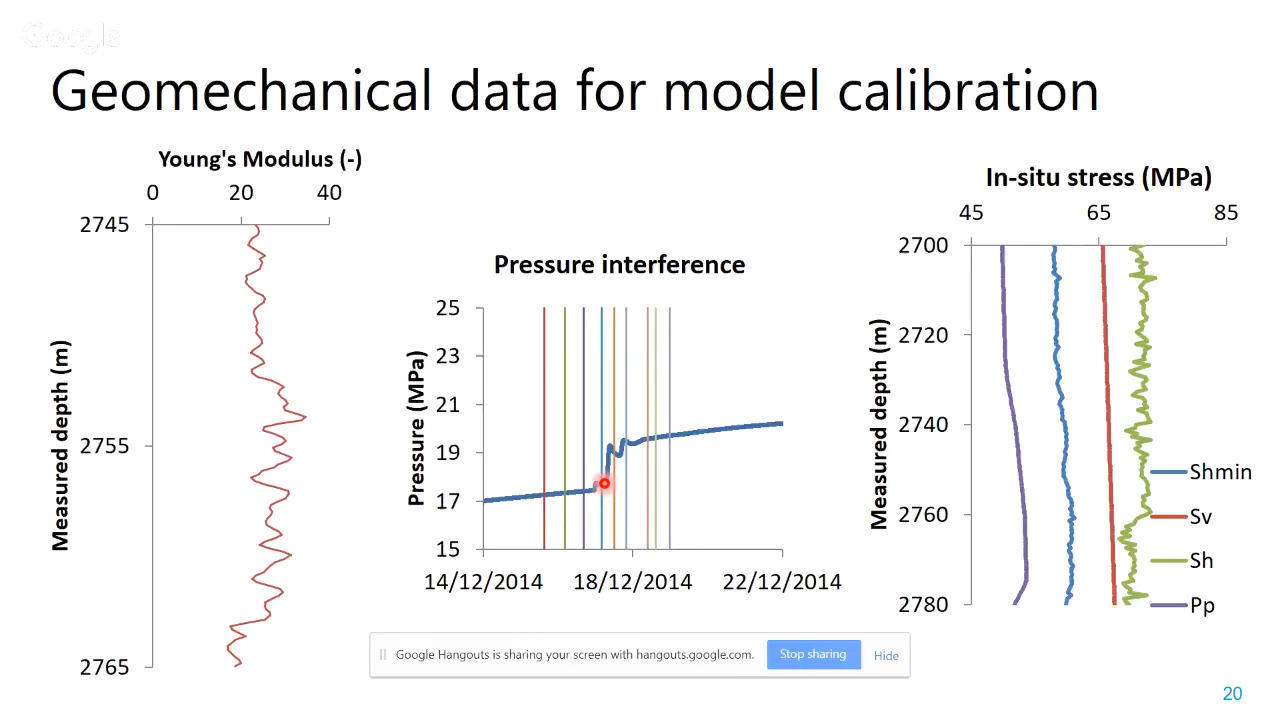 Google
Geomechanical data for model calibration
Young's Modulus (-)
0 20 40
2745
2755
2765
Measured depth (m)
Pressure interference
25
23
21
19
17
15
Pressure (MPa)
14/12/2014 18/12/2014 22/12/2014
In-situ stress (MPa)
45 65 85
2700
2720
2740
2760
2780
Measured depth (m)
Shmin
Sv
Sh
Pp
Google Hangouts is sharing your screen with hangouts.google.com.
Stop sharing
Hide
20